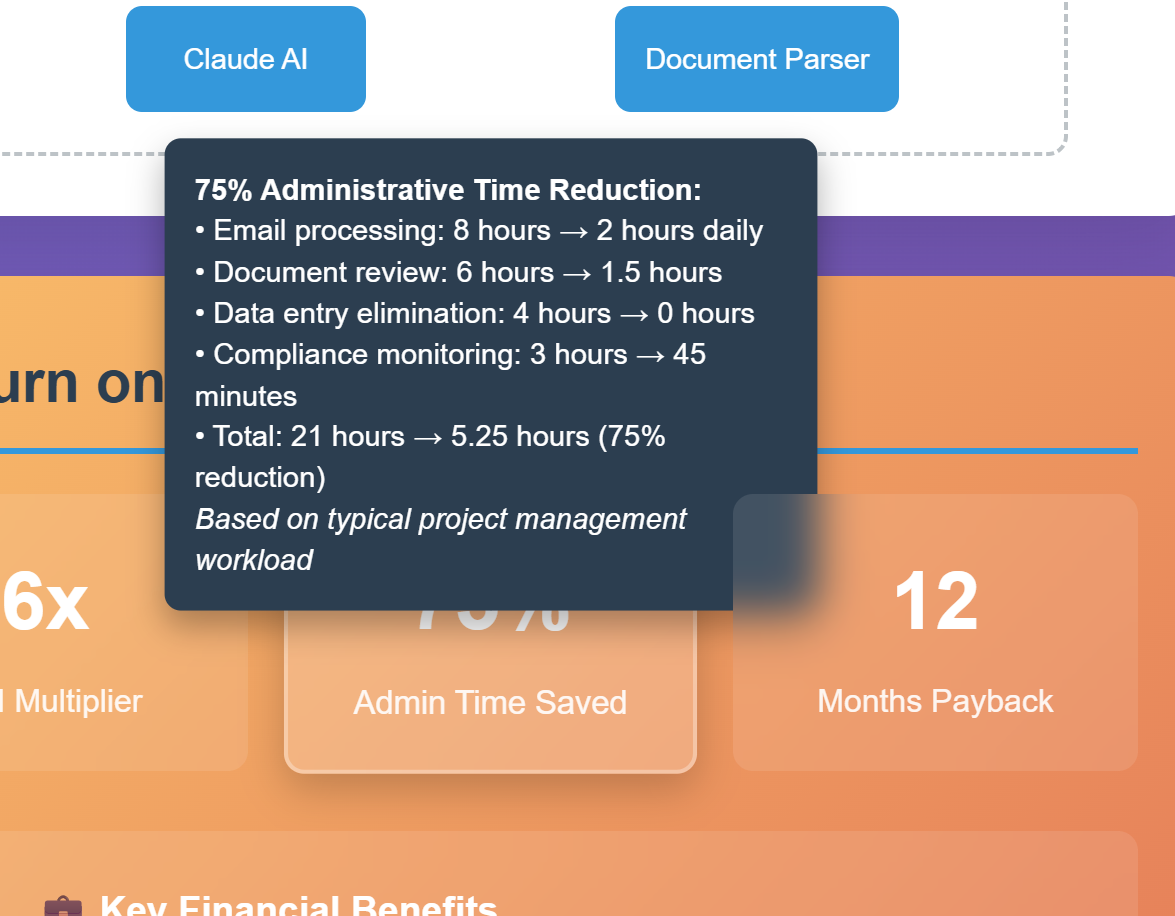 Claude AI
Document Parser
75% Administrative Time Reduction:
• Email processing: 8 hours → 2 hours daily
• Document review: 6 hours → 1.5 hours
• Data entry elimination: 4 hours → 0 hours
• Compliance monitoring: 3 hours → 45
minutes
• Total: 21 hours → 5.25 hours (75%
reduction)
Based on typical project management
workload
on
6x
Multiplier
75%
Admin Time Saved
12
Months Payback
Key Financial Benefits